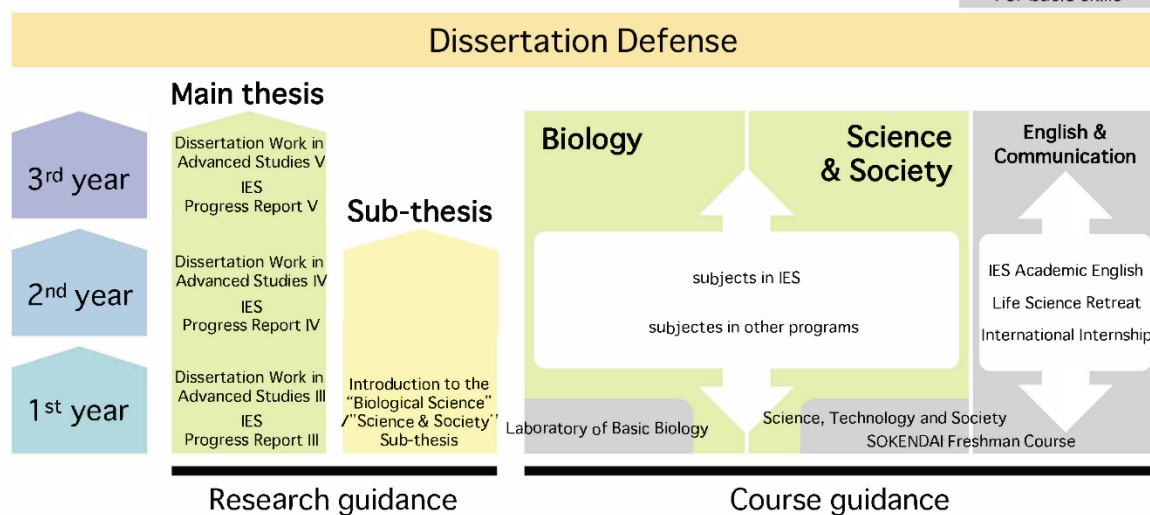 For basic skills
Dissertation Defense
Main thesis
3rd year
2nd year
1st year
Dissertation Work in
Advanced Studies V
IES
Progress Report V
Dissertation Work in
Advanced Studies IV
IES
Progress Report IV
Dissertation Work in
Advanced Studies III
IES
Progress Report III
Sub-thesis
Introduction to the
“Biological Science”
/”Science & Society”
Sub-thesis
Research guidance
Biology
Science
& Society
subjects in IES
subjectes in other programs
Laboratory of Basic Biology
Science, Technology and Society
SOKENDAI Freshman Course
English &
Communication
IES Academic English
Life Science Retreat
International Internship
Course guidance